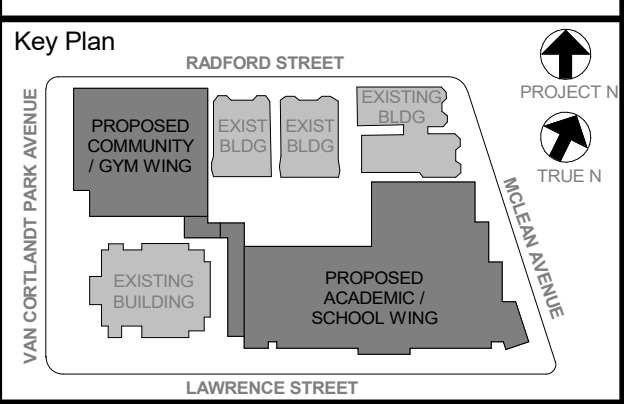 Key Plan
RADFORD STREET
PROJECT N
TRUE N
VAN CORTLANDT PARK AVENUE
PROPOSED
COMMUNITY
/ GYM WING
EXIST
BLDG
EXIST
BLDG
EXISTING
BLDG
MCLEAN AVENUE
EXISTING
BUILDING
PROPOSED
ACADEMIC /
SCHOOL WING
LAWRENCE STREET